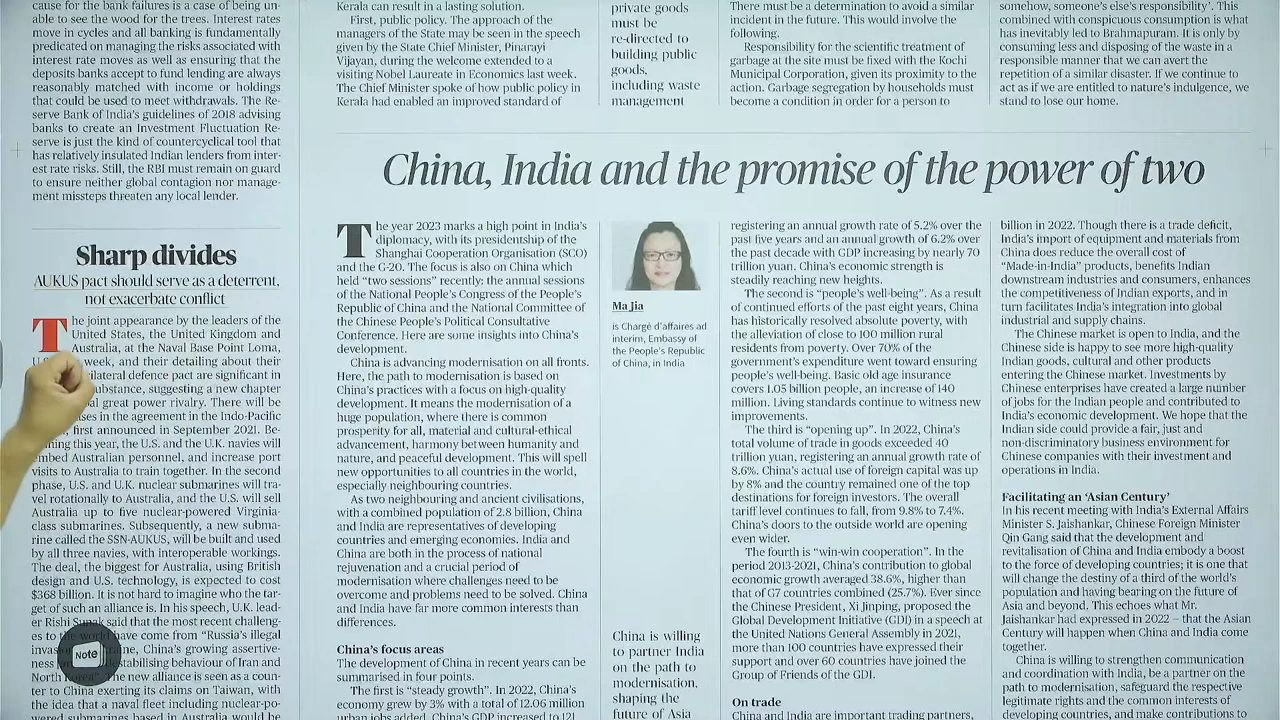 cause for the bank failures is a case of being un-
able to see the wood for the trees. Interest rates
move in cycles and all banking is fundamentally
predicated on managing the risks associated with
interest rate moves as well as ensuring that the
deposits banks accept to fund lending are always
reasonably matched with income or holdings
that could be used to meet withdrawals. The Re-
serve Bank of India's guidelines of 2018 advising
banks to create an Investment Fluctuation Re-
serve is just the kind of countercyclical tool that
has relatively insulated Indian lenders from inter-
est rate risks. Still, the RBI must remain on guard
to ensure neither global contagion nor manage-
ment missteps threaten any local lender.
Sharp divides
AUKUS pact should serve as a deterrent,
not exacerbate conflict
The joint appearance by the leaders of the
United States, the United Kingdom and
Australia, at the Naval Base Point Loma,
week, and their detailing about their
ilateral defence pact are significant in
ubstance, suggesting a new chapter
al great power rivalry. There will be
ses in the agreement in the Indo-Pacific
first announced in September 2021. Be-
ning this year, the U.S. and the U.K. navies will
embed Australian personnel, and increase port
visits to Australia to train together. In the second
phase, U.S. and U.K. nuclear submarines will tra-
vel rotationally to Australia, and the U.S. will sell
Australia up to five nuclear-powered Virginia-
class submarines. Subsequently, a new subma-
rine called the SSN-AUKUS, will be built and used
by all three navies, with interoperable workings.
The deal, the biggest for Australia, using British
design and U.S. technology, is expected to cost
$368 billion. It is not hard to imagine who the tar-
get of such an alliance is. In his speech, U.K. lead-
er Rishi Sunak said that the most recent challeng-
es to the world have come from "Russia's illegal
invasion ... Ukraine, China's growing assertive-
ness ... destabilising behaviour of Iran and
North Korea". The new alliance is seen as a coun-
ter to China exerting its claims on Taiwan, with
the idea that a naval fleet including nuclear-po-
wered submarines based in Australia would be
Kerala can result in a lasting solution.
First, public policy. The approach of the
managers of the State may be seen in the speech
given by the State Chief Minister, Pinarayi
Vijayan, during the welcome extended to a
visiting Nobel Laureate in Economics last week.
The Chief Minister spoke of how public policy in
Kerala had enabled an improved standard of
private goods
must be
re-directed to
building public
goods,
including waste
management
There must be a determination to avoid a similar
incident in the future. This would involve the
following.
Responsibility for the scientific treatment of
garbage at the site must be fixed with the Kochi
Municipal Corporation, given its proximity to the
action. Garbage segregation by households must
become a condition in order for a person to
somehow, someone's else's responsibility'. This
combined with conspicuous consumption is what
has inevitably led to Brahmapuram. It is only by
consuming less and disposing of the waste in a
responsible manner that we can avert the
repetition of a similar disaster. If we continue to
act as if we are entitled to nature's indulgence, we
stand to lose our home.
China, India and the promise of the power of two
The year 2023 marks a high point in India's
diplomacy, with its presidentship of the
Shanghai Cooperation Organisation (SCO)
and the G-20. The focus is also on China which
held "two sessions" recently: the annual sessions
of the National People's Congress of the People's
Republic of China and the National Committee of
the Chinese People's Political Consultative
Conference. Here are some insights into China's
development.
China is advancing modernisation on all fronts.
Here, the path to modernisation is based on
China's practices with a focus on high-quality
development. It means the modernisation of a
huge population, where there is common
prosperity for all, material and cultural-ethical
advancement, harmony between humanity and
nature, and peaceful development. This will spell
new opportunities to all countries in the world,
especially neighbouring countries.
As two neighbouring and ancient civilisations,
with a combined population of 2.8 billion, China
and India are representatives of developing
countries and emerging economies. India and
China are both in the process of national
rejuvenation and a crucial period of
modernisation where challenges need to be
overcome and problems need to be solved. China
and India have far more common interests than
differences.
China's focus areas
The development of China in recent years can be
summarised in four points.
The first is "steady growth". In 2022, China's
economy grew by 3% with a total of 12.06 million
urban jobs added. China's GDP increased to 121
Ma Jia
is Chargé d'affaires ad
interim, Embassy of
the People's Republic
of China, in India
China is willing
to partner India
on the path to
modernisation,
shaping the
future of Asia
registering an annual growth rate of 5.2% over the
past five years and an annual growth of 6.2% over
the past decade with GDP increasing by nearly 70
trillion yuan. China's economic strength is
steadily reaching new heights.
The second is "people's well-being". As a result
of continued efforts of the past eight years, China
has historically resolved absolute poverty, with
the alleviation of close to 100 million rural
residents from poverty. Over 70% of the
government's expenditure went toward ensuring
people's well-being. Basic old age insurance
covers 1.05 billion people, an increase of 140
million. Living standards continue to witness new
improvements.
The third is "opening up". In 2022, China's
total volume of trade in goods exceeded 40
trillion yuan, registering an annual growth rate of
8.6%. China's actual use of foreign capital was up
by 8% and the country remained one of the top
destinations for foreign investors. The overall
tariff level continues to fall, from 9.8% to 7.4%.
China's doors to the outside world are opening
even wider.
The fourth is "win-win cooperation". In the
period 2013-2021, China's contribution to global
economic growth averaged 38.6%, higher than
that of G7 countries combined (25.7%). Ever since
the Chinese President, Xi Jinping, proposed the
Global Development Initiative (GDI) in a speech at
the United Nations General Assembly in 2021,
more than 100 countries have expressed their
support and over 60 countries have joined the
Group of Friends of the GDI.
On trade
China and India are important trading partners,
billion in 2022. Though there is a trade deficit,
India's import of equipment and materials from
China does reduce the overall cost of
"Made-in-India" products, benefits Indian
downstream industries and consumers, enhances
the competitiveness of Indian exports, and in
turn facilitates India's integration into global
industrial and supply chains.
The Chinese market is open to India, and the
Chinese side is happy to see more high-quality
Indian goods, cultural and other products
entering the Chinese market. Investments by
Chinese enterprises have created a large number
of jobs for the Indian people and contributed to
India's economic development. We hope that the
Indian side could provide a fair, just and
non-discriminatory business environment for
Chinese companies with their investment and
operations in India.
Facilitating an 'Asian Century'
In his recent meeting with India's External Affairs
Minister S. Jaishankar, Chinese Foreign Minister
Qin Gang said that the development and
revitalisation of China and India embody a boost
to the force of developing countries; it is one that
will change the destiny of a third of the world's
population and having bearing on the future of
Asia and beyond. This echoes what Mr.
Jaishankar had expressed in 2022 — that the Asian
Century will happen when China and India come
together.
China is willing to strengthen communication
and coordination with India, be a partner on the
path to modernisation, safeguard the respective
legitimate rights and the common interests of
developing countries, and make contributions to
Note